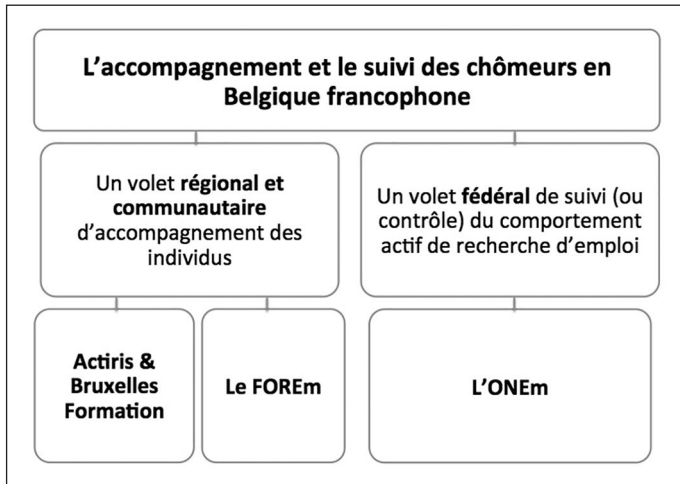 L'accompagnement et le suivi des chômeurs en
Belgique francophone
Un volet régional et
communautaire
d'accompagnement des
individus
Un volet fédéral de suivi (ou
contrôle) du comportement
actif de recherche d'emploi
Actiris &
Bruxelles
Formation
Le FOREm
L'ONEm